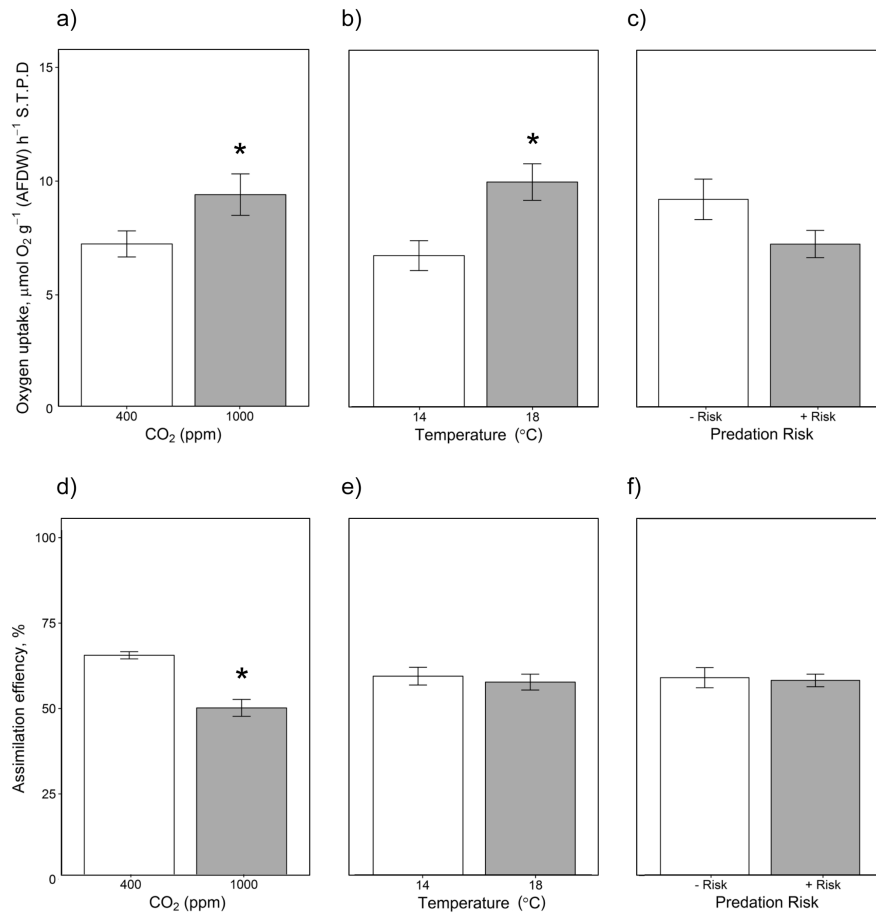 a)
b)
c)
Oxygen uptake, μmol O₂ g⁻¹ (AFDW) h⁻¹ S.T.P.D
15
10
5
0
*
*
400
1000
14
18
- Risk
+ Risk
CO₂ (ppm)
Temperature (°C)
Predation Risk
d)
e)
f)
Assimilation effiency, %
100
75
50
25
0
*
400
1000
14
18
- Risk
+ Risk
CO₂ (ppm)
Temperature (°C)
Predation Risk